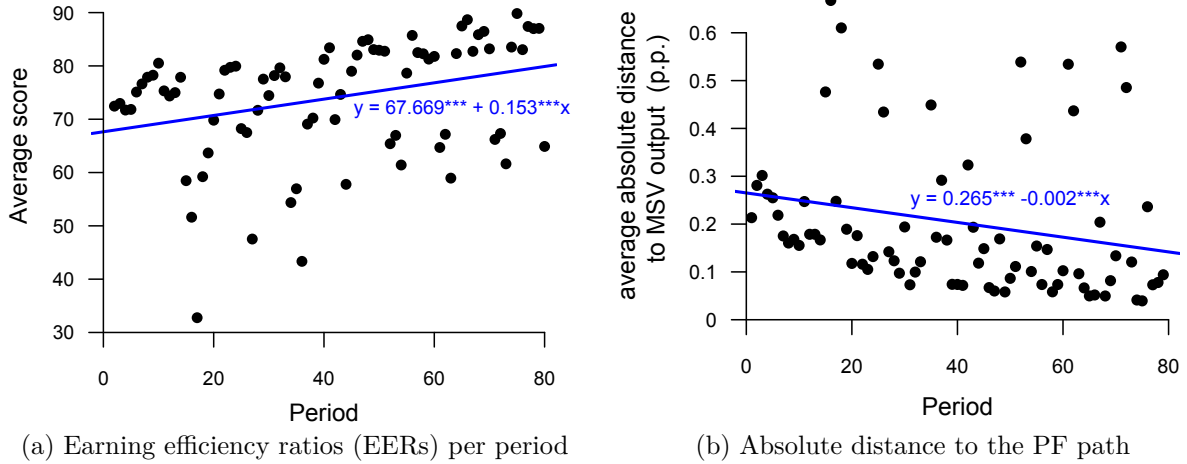 90
80
70
60
50
40
30
0 20 40 60 80
Average score
Period
y = 67.669*** + 0.153***x
(a) Earning efficiency ratios (EERs) per period
0.6
0.5
0.4
0.3
0.2
0.1
0
0 20 40 60 80
average absolute distance
to MSV output (p.p.)
Period
y = 0.265*** -0.002***x
(b) Absolute distance to the PF path